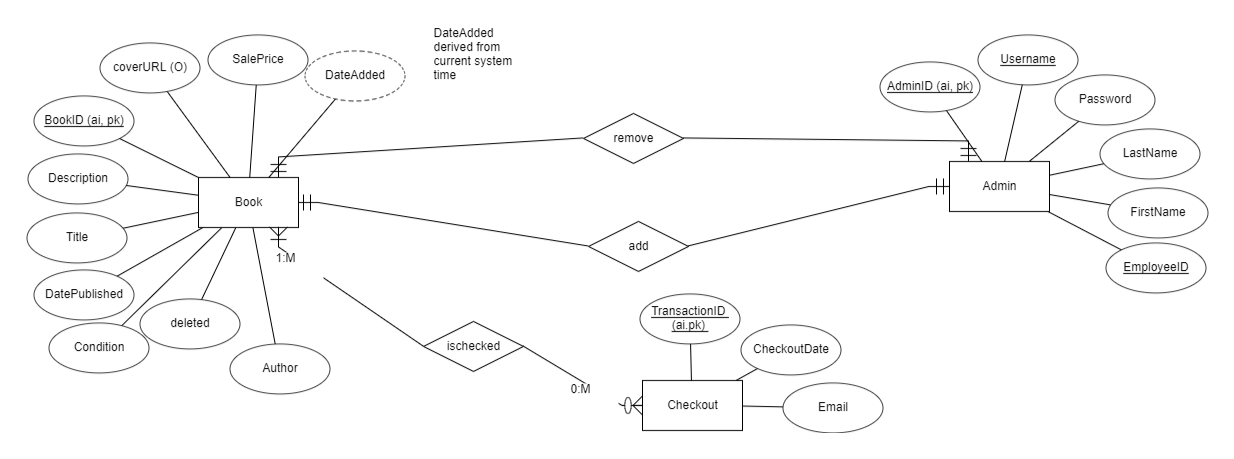 DateAdded
derived from
current system
time
coverURL (O)
SalePrice
DateAdded
BookID (ai, pk)
Description
Title
DatePublished
Condition
deleted
Author
Book
1:M
remove
add
ischecked
0:M
AdminID (ai, pk)
Username
Password
LastName
FirstName
EmployeeID
Admin
TransactionID
(ai.pk)
CheckoutDate
Email
Checkout